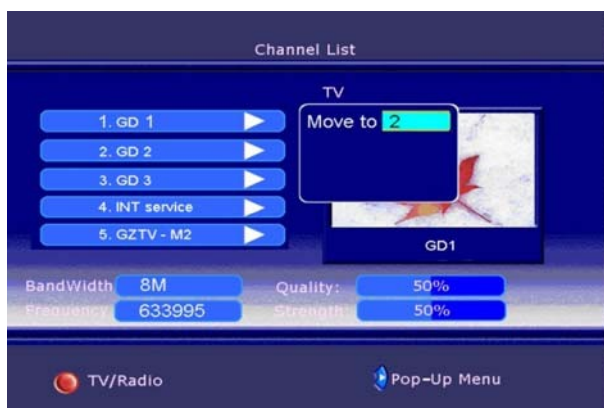 Channel List
TV
Move to 2
1. GD 1
2. GD 2
3. GD 3
4. INT service
5. GZTV - M2
GD1
BandWidth 8M Quality: 50%
Frequency 633995 Strength: 50%
TV/Radio Pop-Up Menu